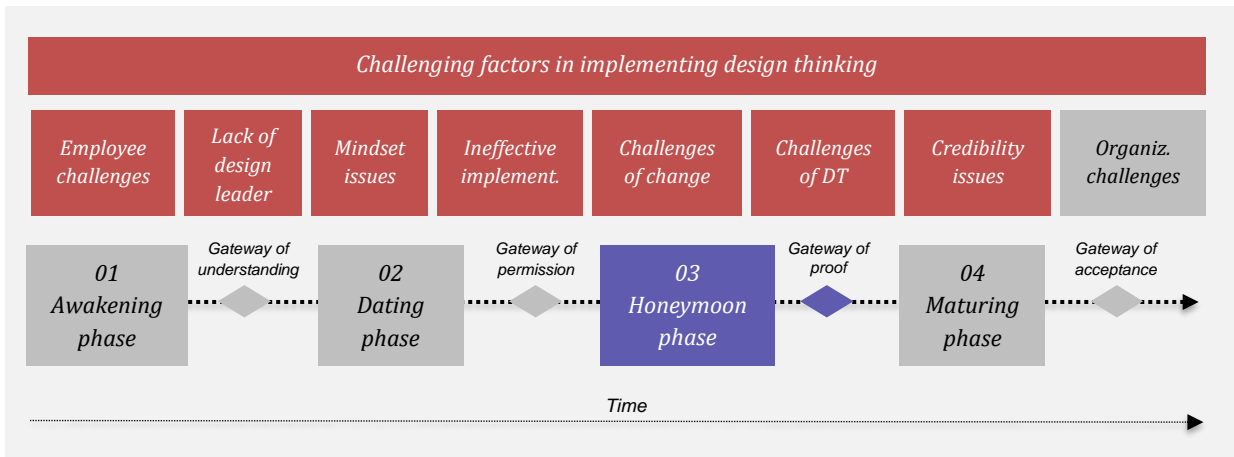 Challenging factors in implementing design thinking
Employee
challenges
Lack of
design
leader
Mindset
issues
Ineffective
implement.
Challenges
of change
Challenges
of DT
Credibility
issues
Organiz.
challenges
01
Awakening
phase
Gateway of
understanding
02
Dating
phase
Gateway of
permission
03
Honeymoon
phase
Gateway of
proof
04
Maturing
phase
Gateway of
acceptance
Time